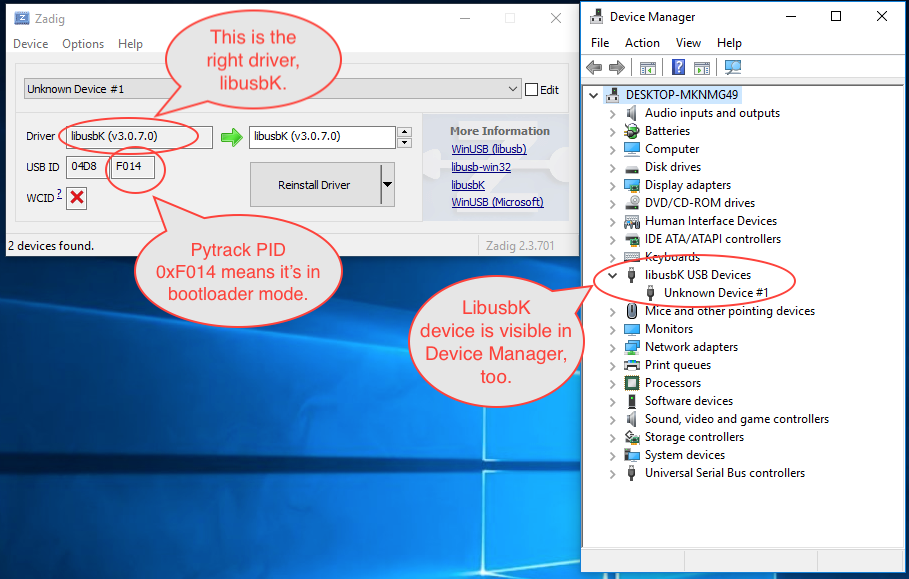 Zadig
Device Options Help
This is the
right driver,
libusbK.
Unknown Device #1
Edit
Driver libusbK (v3.0.7.0) libusbK (v3.0.7.0)
USB ID 04D8 F014
WCID ?
Reinstall Driver
More Information
WinUSB (libusb)
libusb-win32
libusbK
WinUSB (Microsoft)
2 devices found.
Zadig 2.3.701
Pytrack PID
0xF014 means it's in
bootloader mode.
LibusbK
device is visible in
Device Manager,
too.
Device Manager
File Action View Help
DESKTOP-MKNMG49
Audio inputs and outputs
Batteries
Computer
Disk drives
Display adapters
DVD/CD-ROM drives
Human Interface Devices
IDE ATA/ATAPI controllers
Keyboards
libusbK USB Devices
Unknown Device #1
Mice and other pointing devices
Monitors
Network adapters
Print queues
Processors
Software devices
Sound, video and game controllers
Storage controllers
System devices
Universal Serial Bus controllers